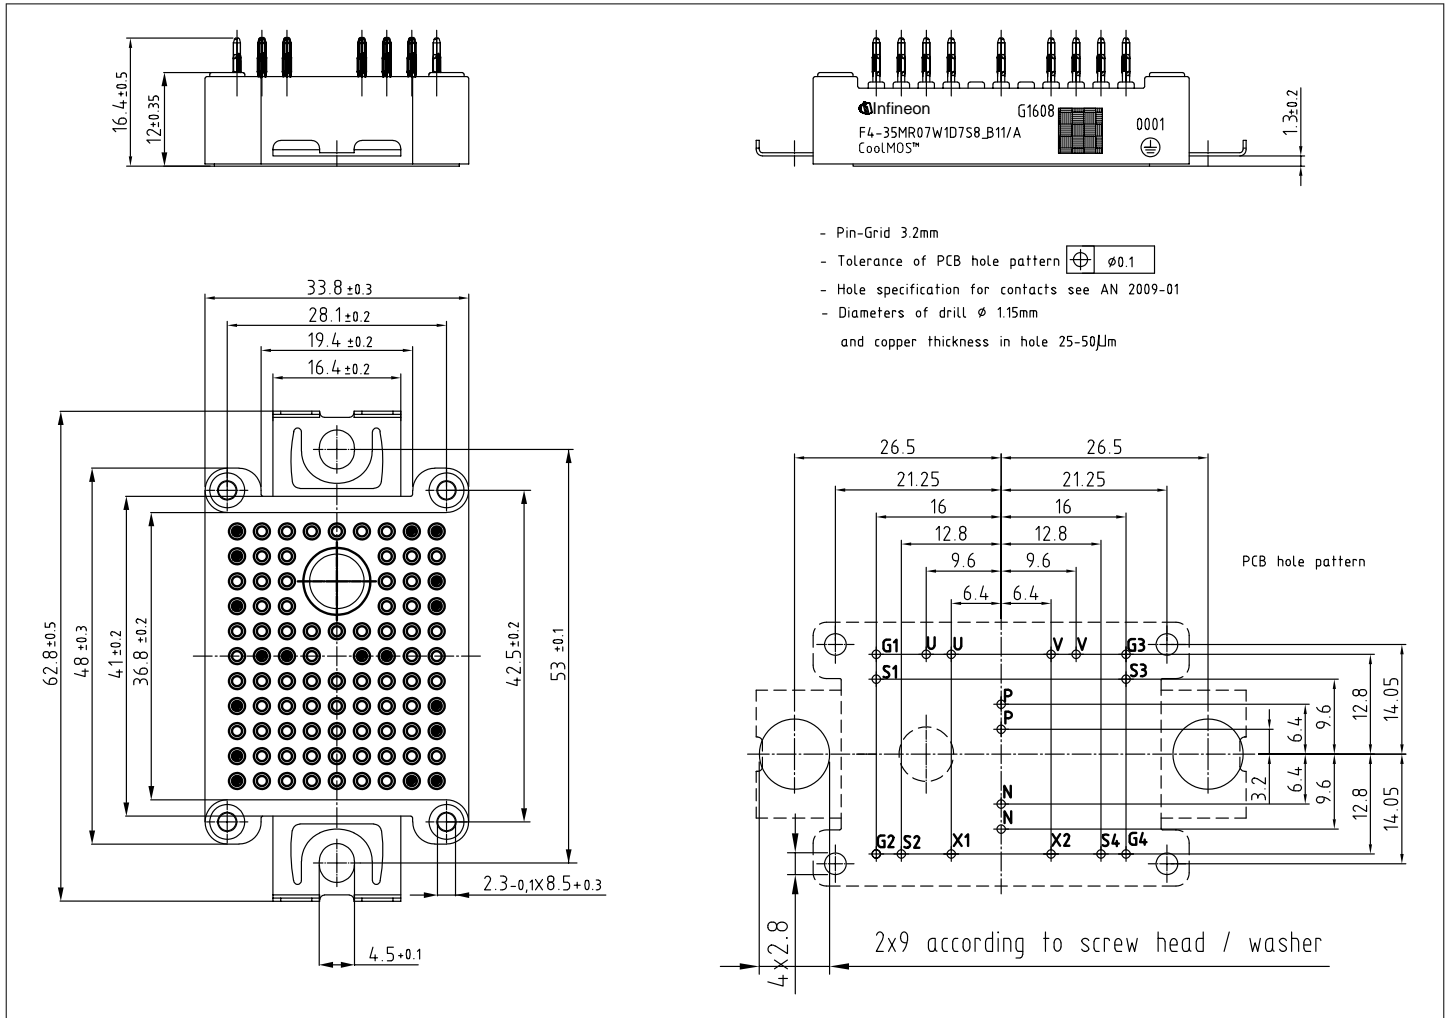 16.4±0.5
12±0.35
Infineon
G1608
F4-35MR07W1D7S8_B11/A
CoolMOS™
0001
1.3±0.2
- Pin-Grid 3.2mm
- Tolerance of PCB hole pattern ⌖ ⌀0.1
- Hole specification for contacts see AN 2009-01
- Diameters of drill ⌀ 1.15mm
and copper thickness in hole 25-50µm
33.8±0.3
28.1±0.2
19.4±0.2
16.4±0.2
62.8±0.5
48±0.3
41±0.2
36.8±0.2
42.5±0.2
53±0.1
2.3-0,1X8.5+0.3
4.5+0.1
26.5 26.5
21.25 21.25
16 16
12.8 12.8
9.6 9.6
6.4 6.4
PCB hole pattern
G1 U U V V G3
S1 S3
P
P
N
N
G2 S2 X1 X2 S4 G4
6.4 9.6 12.8 14.05
3.2 6.4 9.6 12.8 14.05
4x2.8
2x9 according to screw head / washer